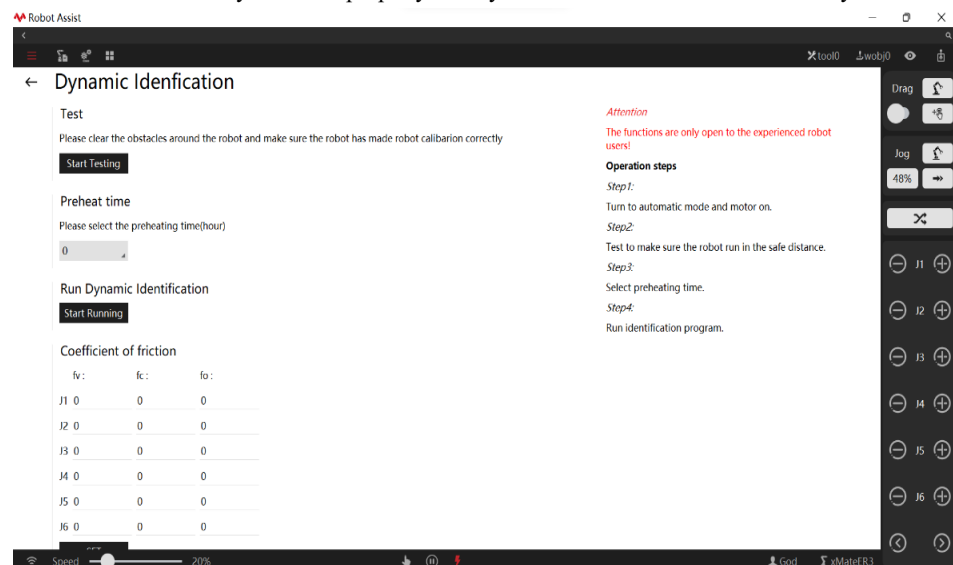 Robot Assist
tool0 wobj0
Dynamic Idenfication
Test
Please clear the obstacles around the robot and make sure the robot has made robot calibarion correctly
Start Testing
Preheat time
Please select the preheating time(hour)
0
Run Dynamic Identification
Start Running
Coefficient of friction
fv : fc : fo :
J1 0 0 0
J2 0 0 0
J3 0 0 0
J4 0 0 0
J5 0 0 0
J6 0 0 0
Attention
The functions are only open to the experienced robot
users!
Operation steps
Step1:
Turn to automatic mode and motor on.
Step2:
Test to make sure the robot run in the safe distance.
Step3:
Select preheating time.
Step4:
Run identification program.
Drag
Jog
48%
J1
J2
J3
J4
J5
J6
Speed 20% God xMateER3